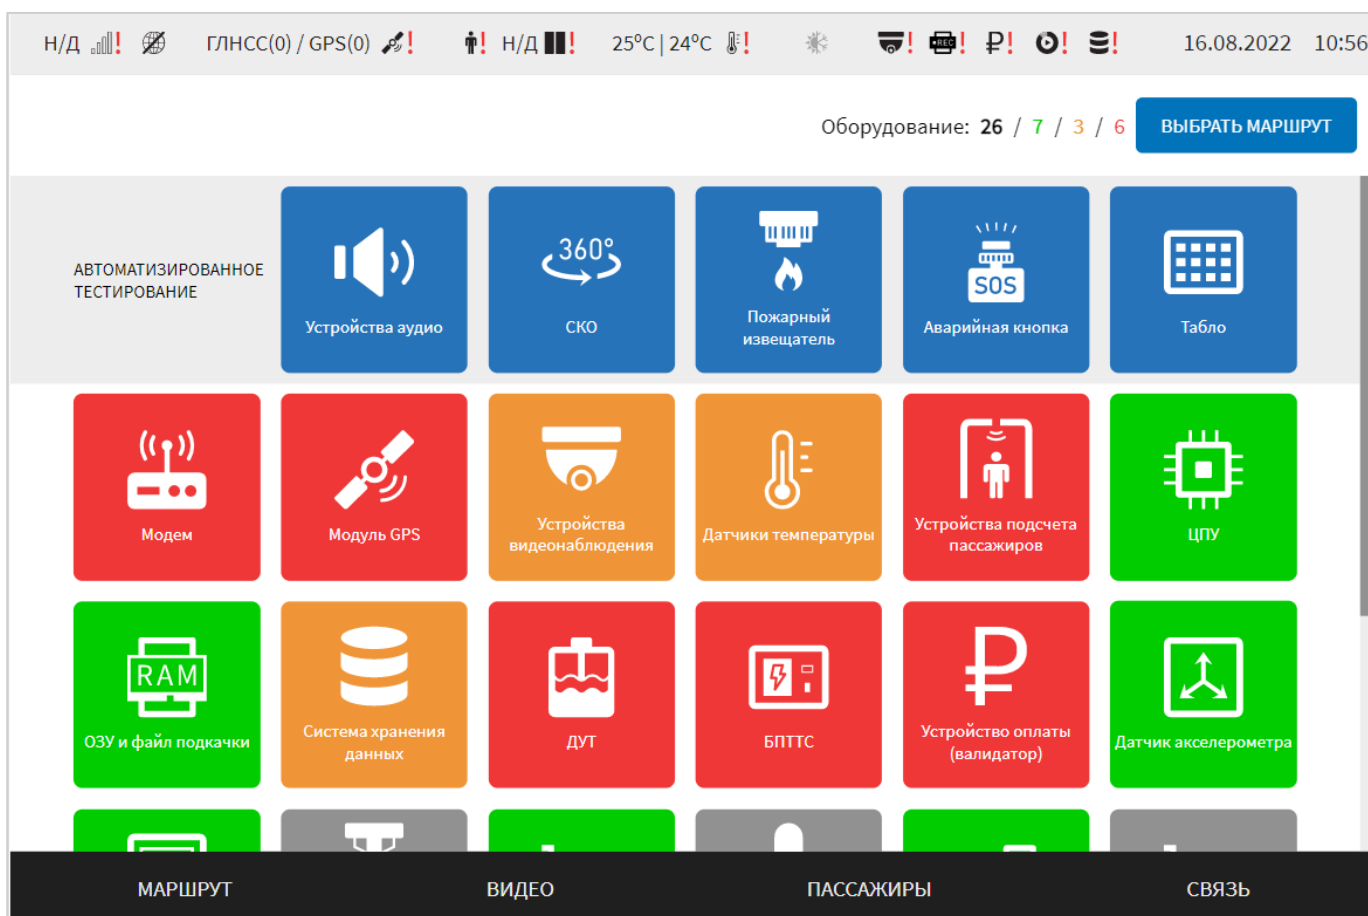 Н/Д ! ГЛНСС(0) / GPS(0) ! ! Н/Д ! 25°C | 24°C ! REC ! ₽! ! ! 16.08.2022 10:56
Оборудование: 26 / 7 / 3 / 6 ВЫБРАТЬ МАРШРУТ
АВТОМАТИЗИРОВАННОЕ
ТЕСТИРОВАНИЕ
Устройства аудио
360°
СКО
Пожарный
извещатель
SOS
Аварийная кнопка
Табло
Модем
Модуль GPS
Устройства
видеонаблюдения
Датчики температуры
Устройства подсчета
пассажиров
ЦПУ
RAM
ОЗУ и файл подкачки
Система хранения
данных
ДУТ
БПТТС
₽
Устройство оплаты
(валидатор)
Датчик акселерометра
МАРШРУТ ВИДЕО ПАССАЖИРЫ СВЯЗЬ